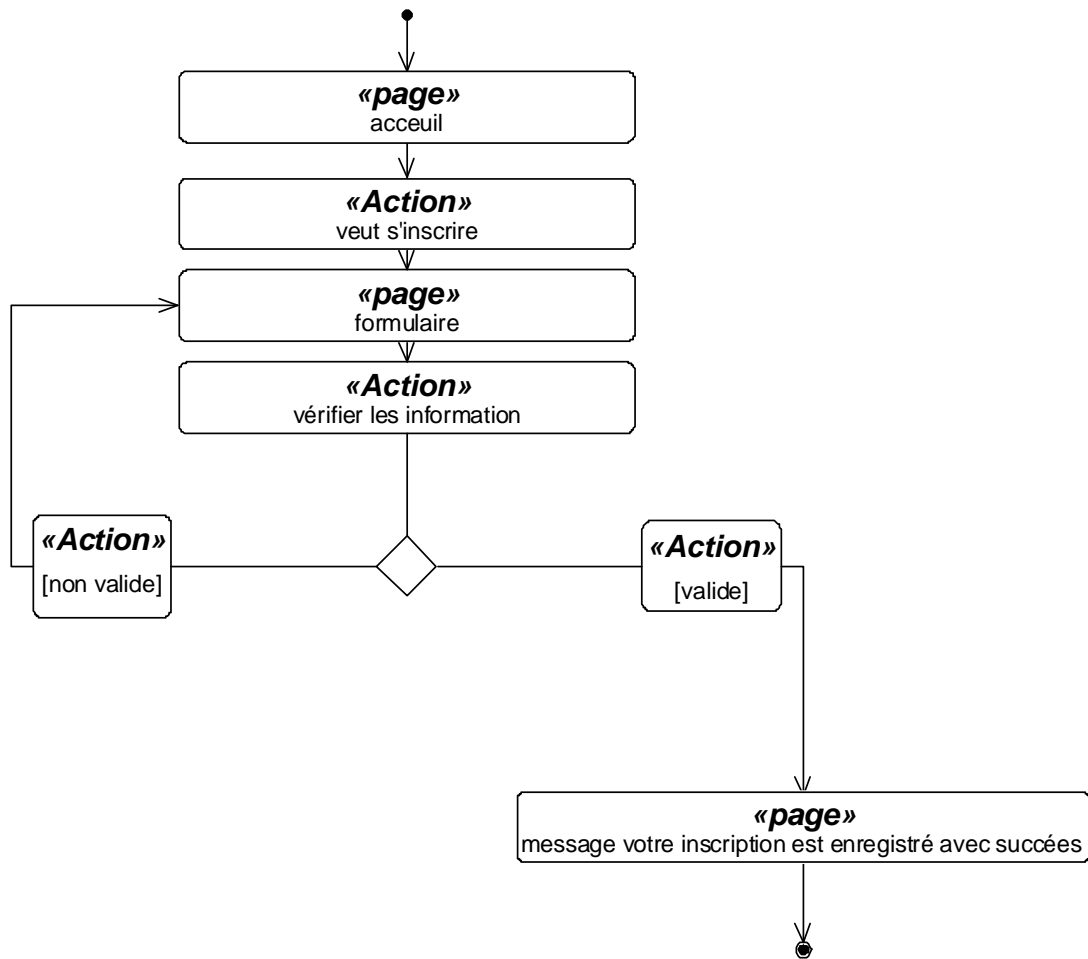 «page»
acceuil
«Action»
veut s'inscrire
«page»
formulaire
«Action»
vérifier les information
«Action»
[non valide]
«Action»
[valide]
«page»
message votre inscription est enregistré avec succées